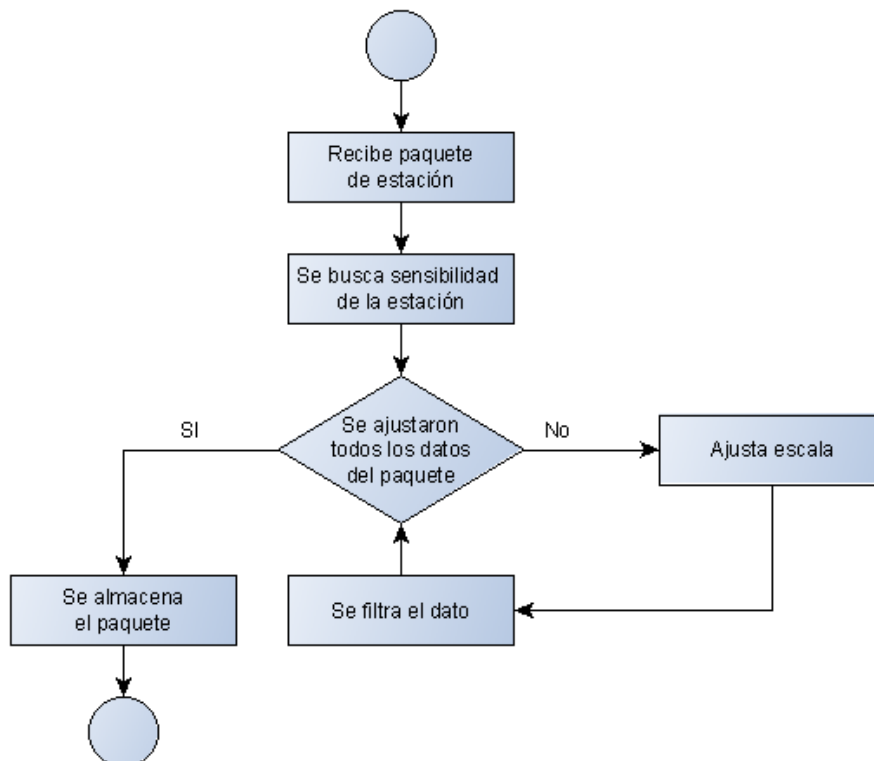 Recibe paquete
de estación
Se busca sensibilidad
de la estación
SI
Se ajustaron
todos los datos
del paquete
No
Ajusta escala
Se almacena
el paquete
Se filtra el dato